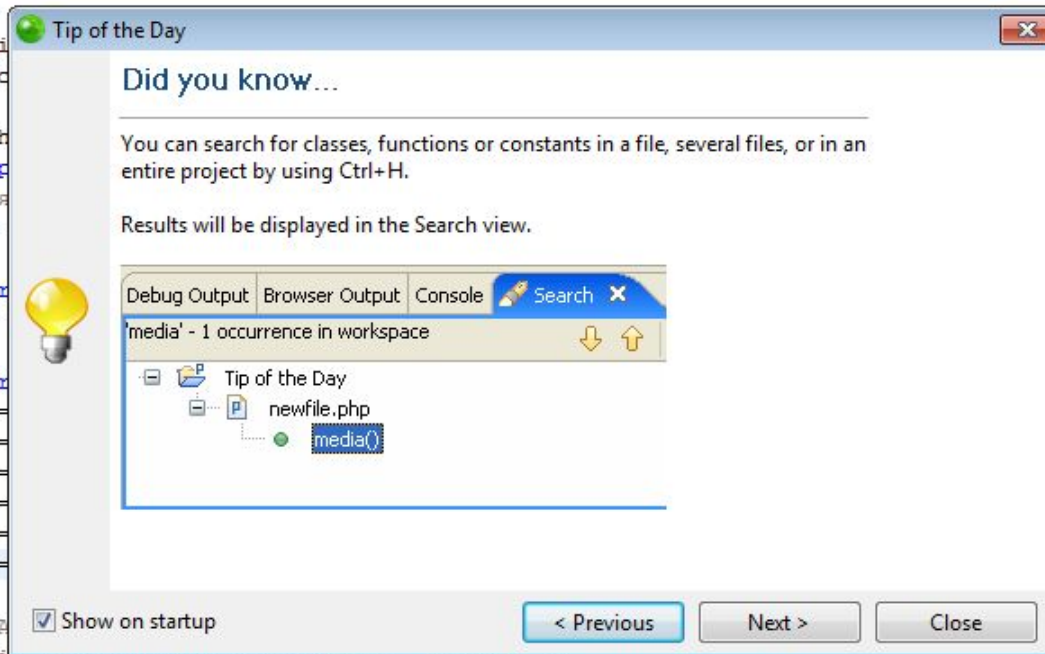 Tip of the Day
Did you know...
You can search for classes, functions or constants in a file, several files, or in an
entire project by using Ctrl+H.
Results will be displayed in the Search view.
Debug Output Browser Output Console Search
'media' - 1 occurrence in workspace
Tip of the Day
newfile.php
media()
Show on startup
< Previous Next > Close